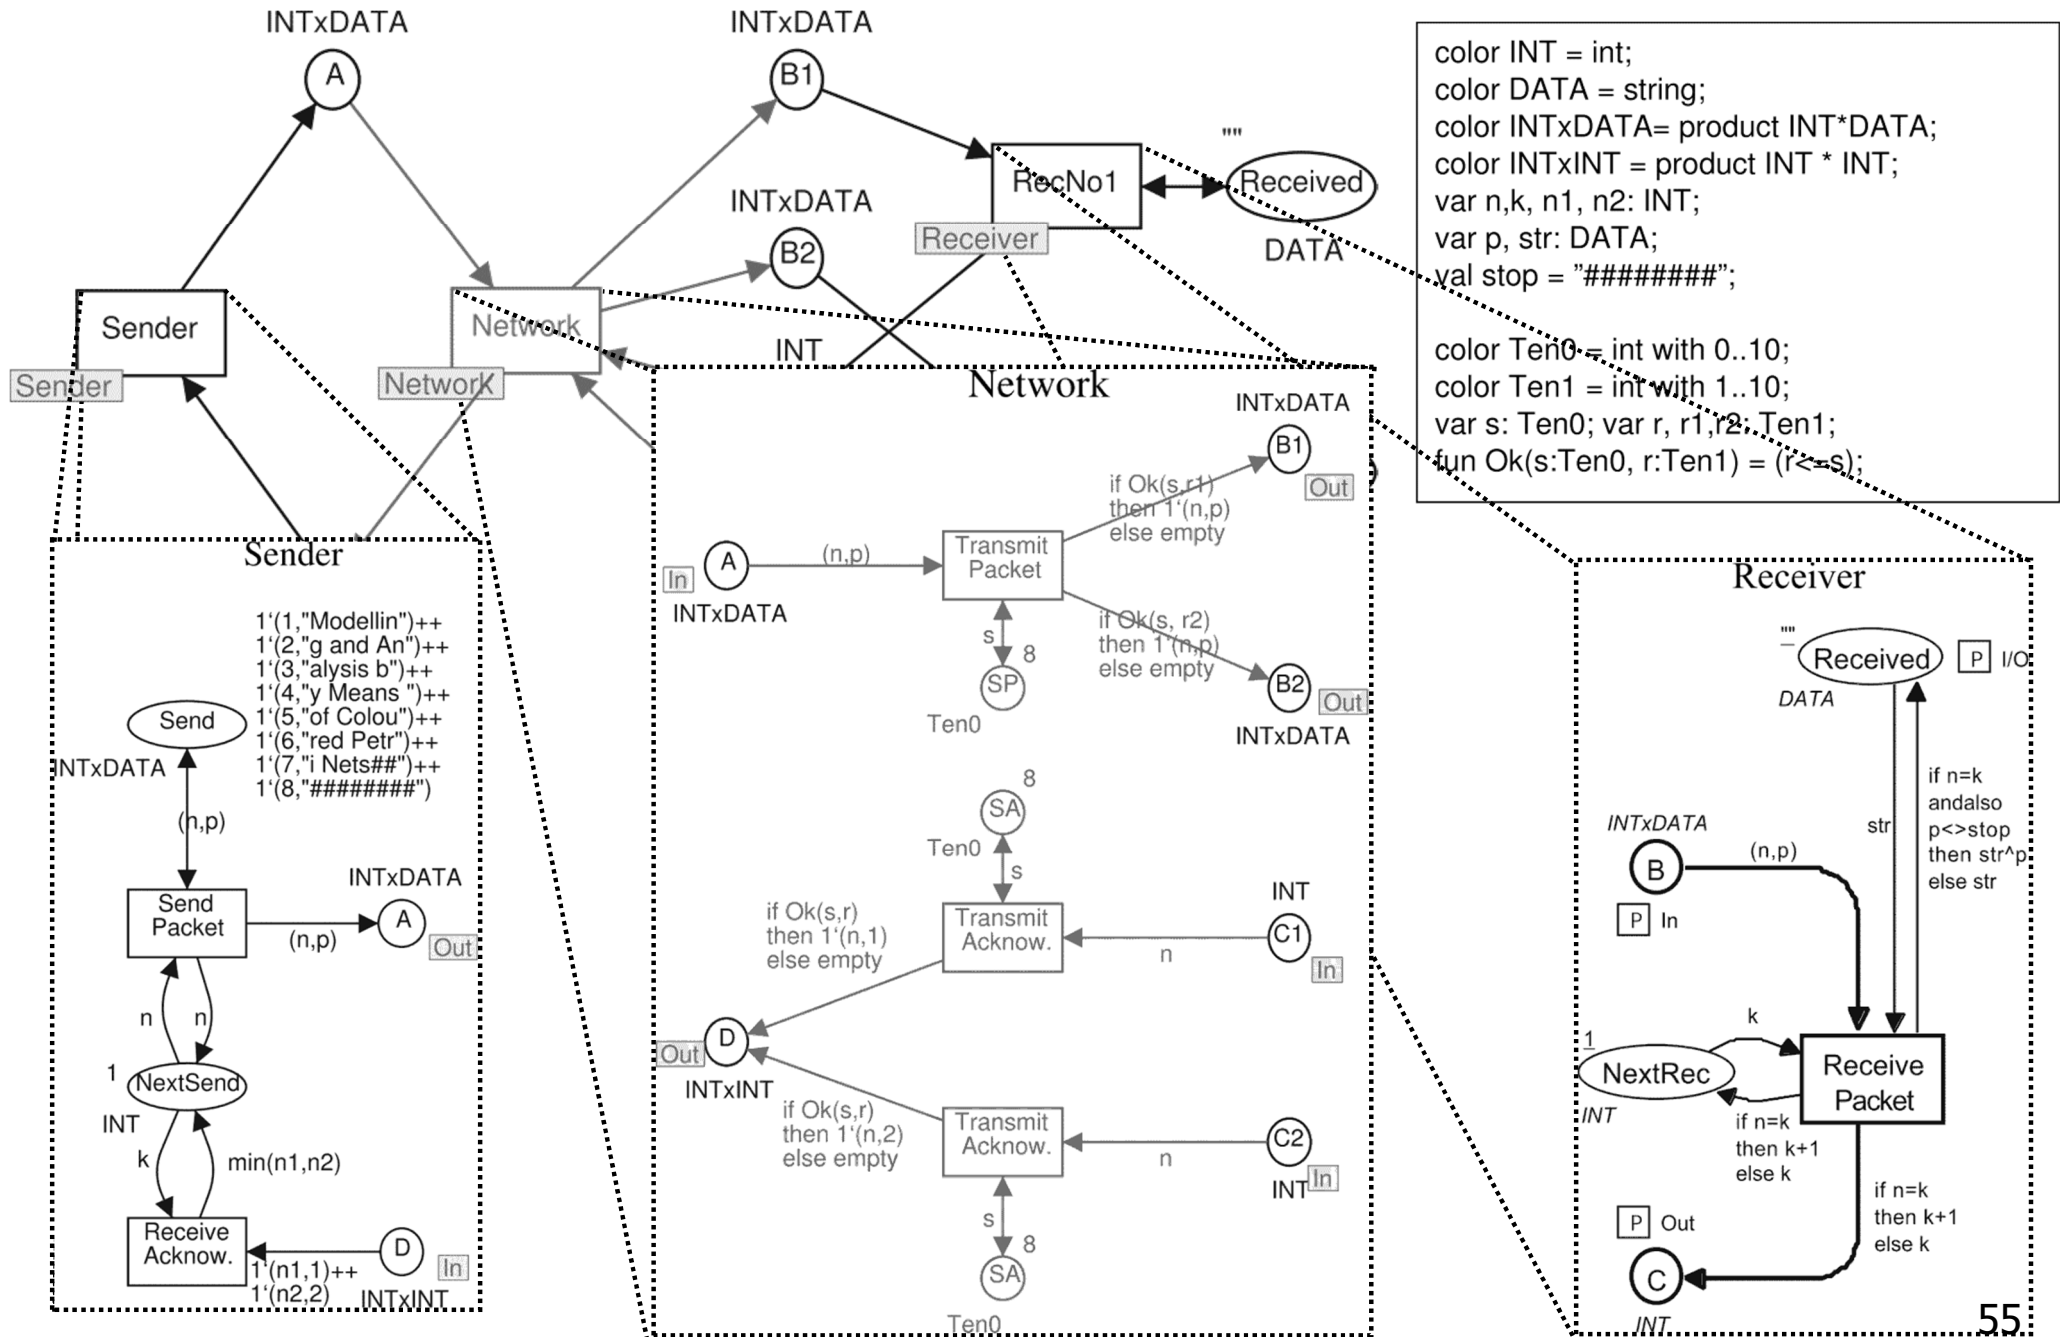 INTxDATA
A
INTxDATA
B1
INTxDATA
B2
""
RecNo1
Received
Receiver
DATA
Sender
Sender
Network
Network
INT
color INT = int;
color DATA = string;
color INTxDATA= product INT*DATA;
color INTxINT = product INT * INT;
var n,k, n1, n2: INT;
var p, str: DATA;
val stop = ”########”;
color Ten0 = int with 0..10;
color Ten1 = int with 1..10;
var s: Ten0; var r, r1,r2: Ten1;
fun Ok(s:Ten0, r:Ten1) = (r<=s);
Sender
1‘(1,"Modellin")++
1‘(2,"g and An")++
1‘(3,"alysis b")++
1‘(4,"y Means ")++
1‘(5,"of Colou")++
1‘(6,"red Petr")++
1‘(7,"i Nets##")++
1‘(8,"########")
Send
INTxDATA
(n,p)
Send
Packet
(n,p)
INTxDATA
A
Out
n
n
1
NextSend
INT
k
min(n1,n2)
Receive
Acknow.
1‘(n1,1)++
1‘(n2,2)
D
In
INTxINT
Network
INTxDATA
B1
Out
if Ok(s,r1)
then 1‘(n,p)
else empty
In
A
INTxDATA
(n,p)
Transmit
Packet
if Ok(s, r2)
then 1‘(n,p)
else empty
s
8
SP
Ten0
B2
Out
INTxDATA
8
SA
Ten0
s
Transmit
Acknow.
INT
C1
In
n
if Ok(s,r)
then 1‘(n,1)
else empty
D
Out
INTxINT
if Ok(s,r)
then 1‘(n,2)
else empty
Transmit
Acknow.
n
C2
In
INT
s
8
SA
Ten0
Receiver
""
Received
P I/O
DATA
str
if n=k
andalso
p<>stop
then str^p
else str
INTxDATA
B
(n,p)
P In
1
NextRec
INT
k
Receive
Packet
if n=k
then k+1
else k
if n=k
then k+1
else k
P Out
C
INT
55